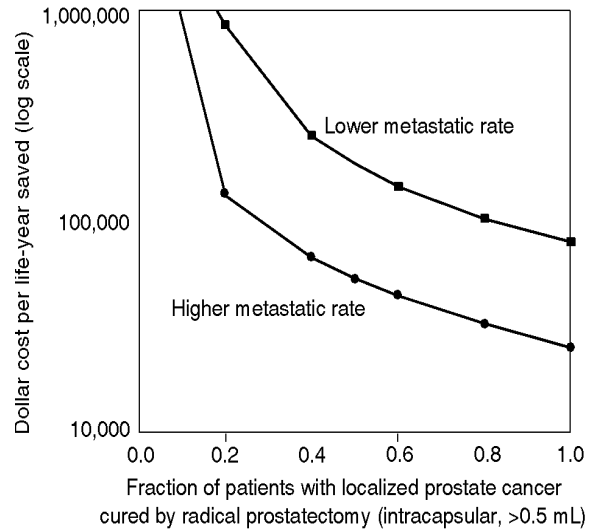 Dollar cost per life-year saved (log scale)
1,000,000
100,000
10,000
Lower metastatic rate
Higher metastatic rate
0.0 0.2 0.4 0.6 0.8 1.0
Fraction of patients with localized prostate cancer
cured by radical prostatectomy (intracapsular, >0.5 mL)